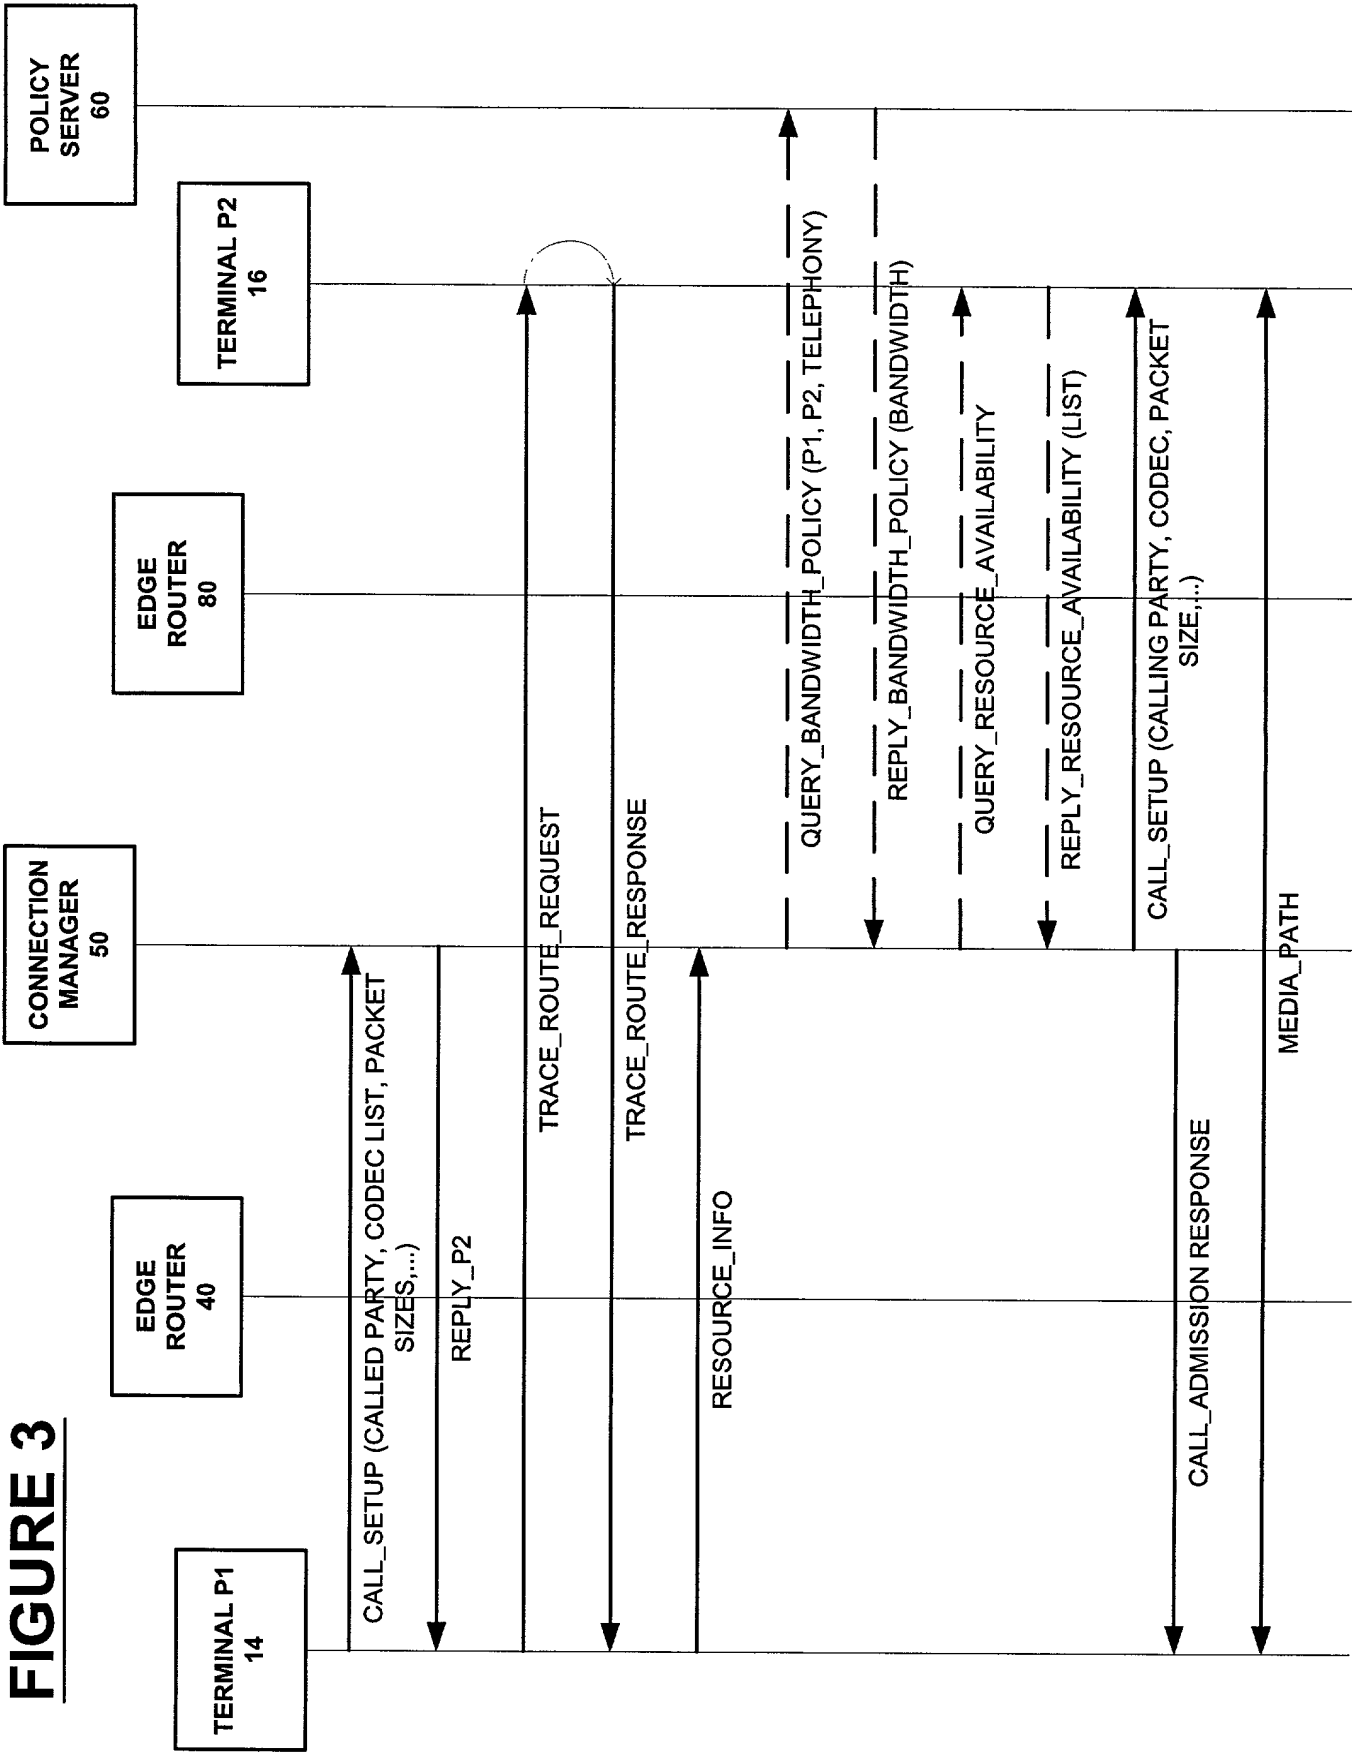 FIGURE 3
TERMINAL P1
14
EDGE
ROUTER
40
CONNECTION
MANAGER
50
EDGE
ROUTER
80
TERMINAL P2
16
POLICY
SERVER
60
CALL_SETUP (CALLED PARTY, CODEC LIST, PACKET
SIZES,...)
REPLY_P2
TRACE_ROUTE_REQUEST
TRACE_ROUTE_RESPONSE
RESOURCE_INFO
QUERY_BANDWIDTH_POLICY (P1, P2, TELEPHONY)
REPLY_BANDWIDTH_POLICY (BANDWIDTH)
QUERY_RESOURCE_AVAILABILITY
REPLY_RESOURCE_AVAILABILITY (LIST)
CALL_SETUP (CALLING PARTY, CODEC, PACKET
SIZE,...)
CALL_ADMISSION RESPONSE
MEDIA_PATH